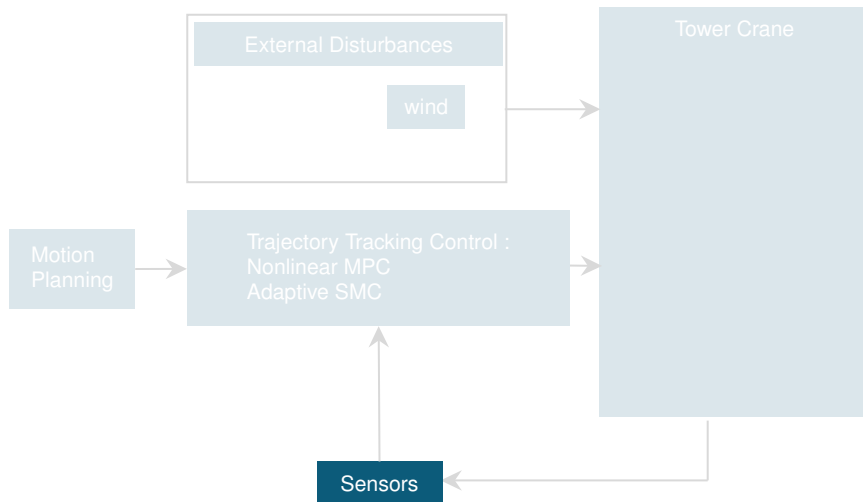 External Disturbances
Tower Crane
wind
Motion
Planning
Trajectory Tracking Control :
Nonlinear MPC
Adaptive SMC
Sensors